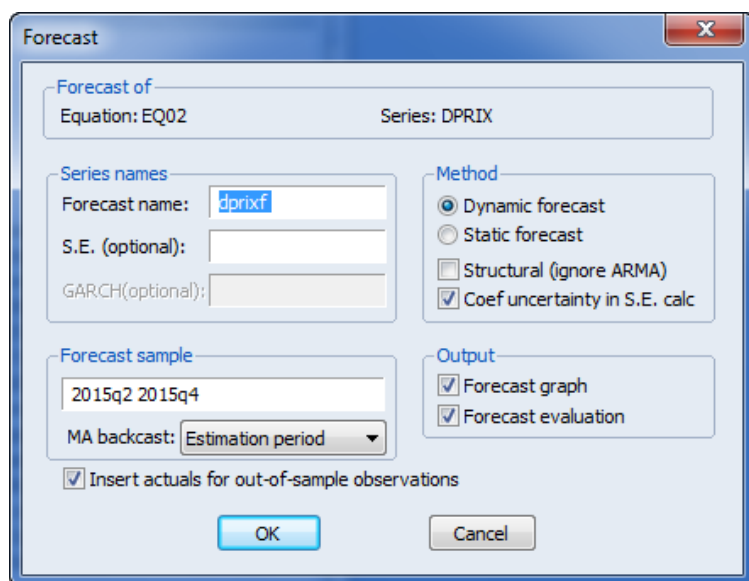 Forecast
Forecast of
Equation: EQ02 Series: DPRIX
Series names
Forecast name: dprixf
S.E. (optional):
GARCH(optional):
Method
Dynamic forecast
Static forecast
Structural (ignore ARMA)
Coef uncertainty in S.E. calc
Forecast sample
2015q2 2015q4
MA backcast: Estimation period
Output
Forecast graph
Forecast evaluation
Insert actuals for out-of-sample observations
OK Cancel